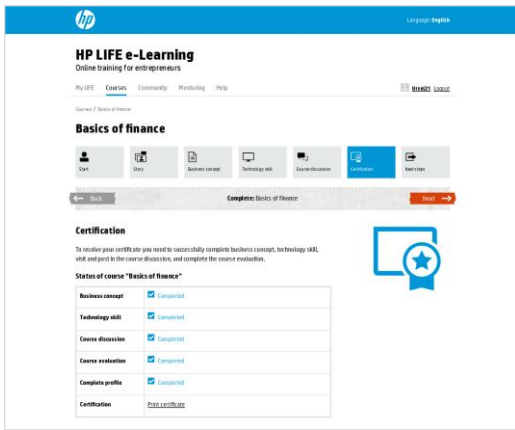 hp
Language: English
HP LIFE e-Learning
Online training for entrepreneurs
My LIFE Courses Community Mentoring Help
Logout
Courses / Basics of finance
Basics of finance
Start Story Business concept Technology skill Course discussion Certification Next steps
Back Complete: Basics of finance Next
Certification
To receive your certificate you need to successfully complete business concept, technology skill,
visit and post in the course discussion, and complete the course evaluation.
Status of course "Basics of finance"
Business concept Completed
Technology skill Completed
Course discussion Completed
Course evaluation Completed
Complete profile Completed
Certification Print certificate